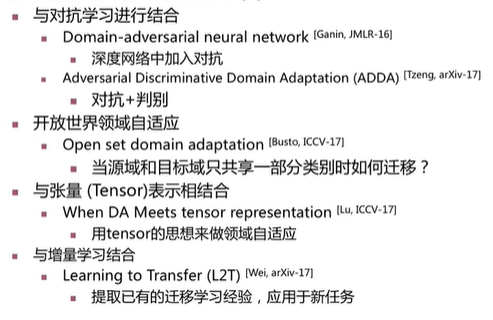 与对抗学习进行结合
Domain-adversarial neural network [Ganin, JMLR-16]
深度网络中加入对抗
Adversarial Discriminative Domain Adaptation (ADDA) [Tzeng, arXiv-17]
对抗+判别
开放世界领域自适应
Open set domain adaptation [Busto, ICCV-17]
当源域和目标域只共享一部分类别时如何迁移？
与张量 (Tensor)表示相结合
When DA Meets tensor representation [Lu, ICCV-17]
用tensor的思想来做领域自适应
与增量学习结合
Learning to Transfer (L2T) [Wei, arXiv-17]
提取已有的迁移学习经验，应用于新任务